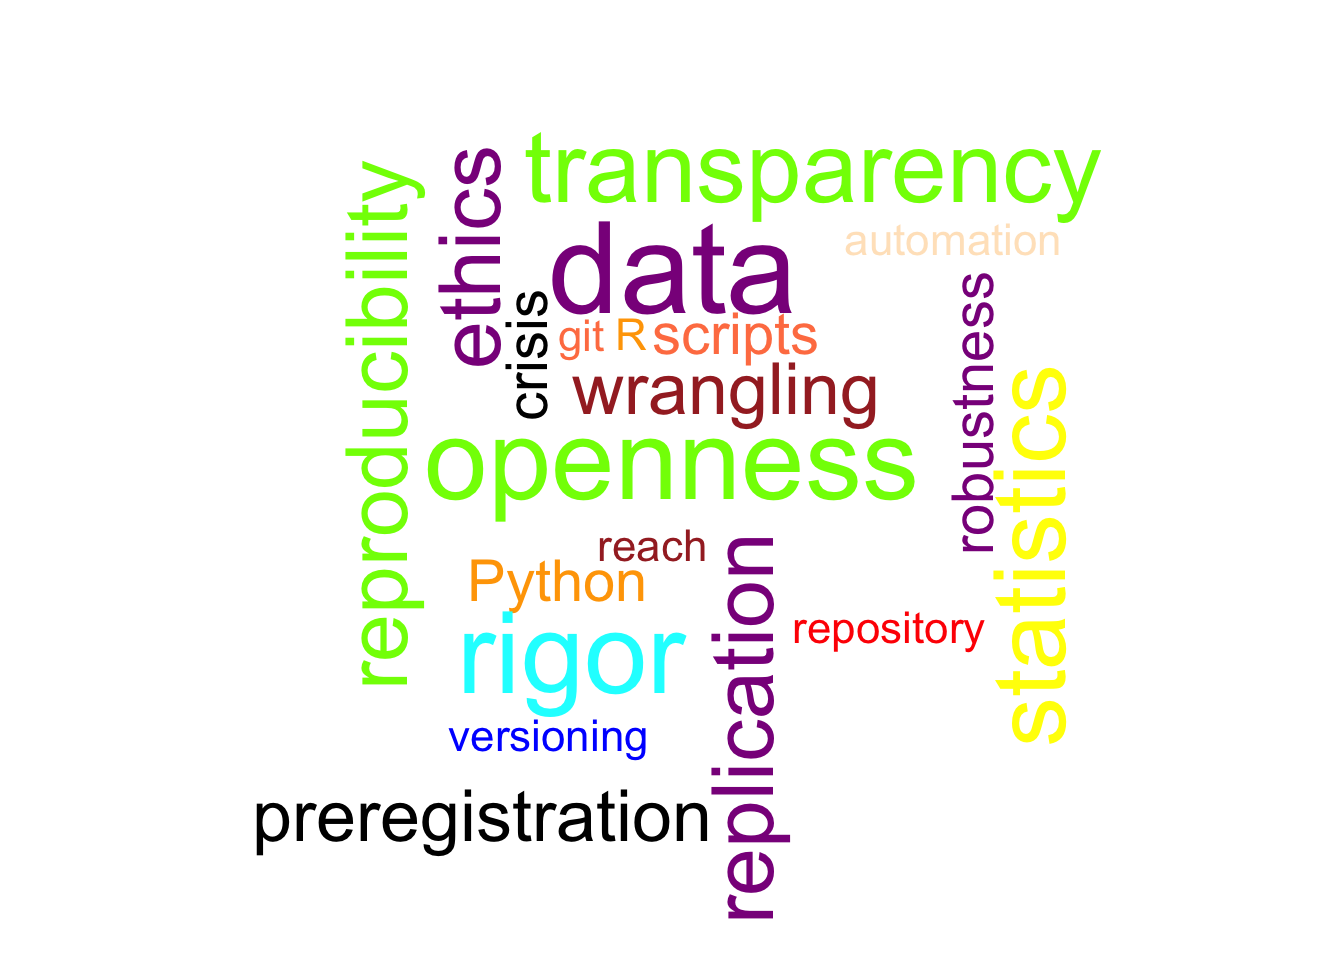 transparency
reproducibility
ethics
data
automation
crisis
git
R
scripts
robustness
wrangling
statistics
openness
reach
Python
replication
rigor
repository
versioning
preregistration